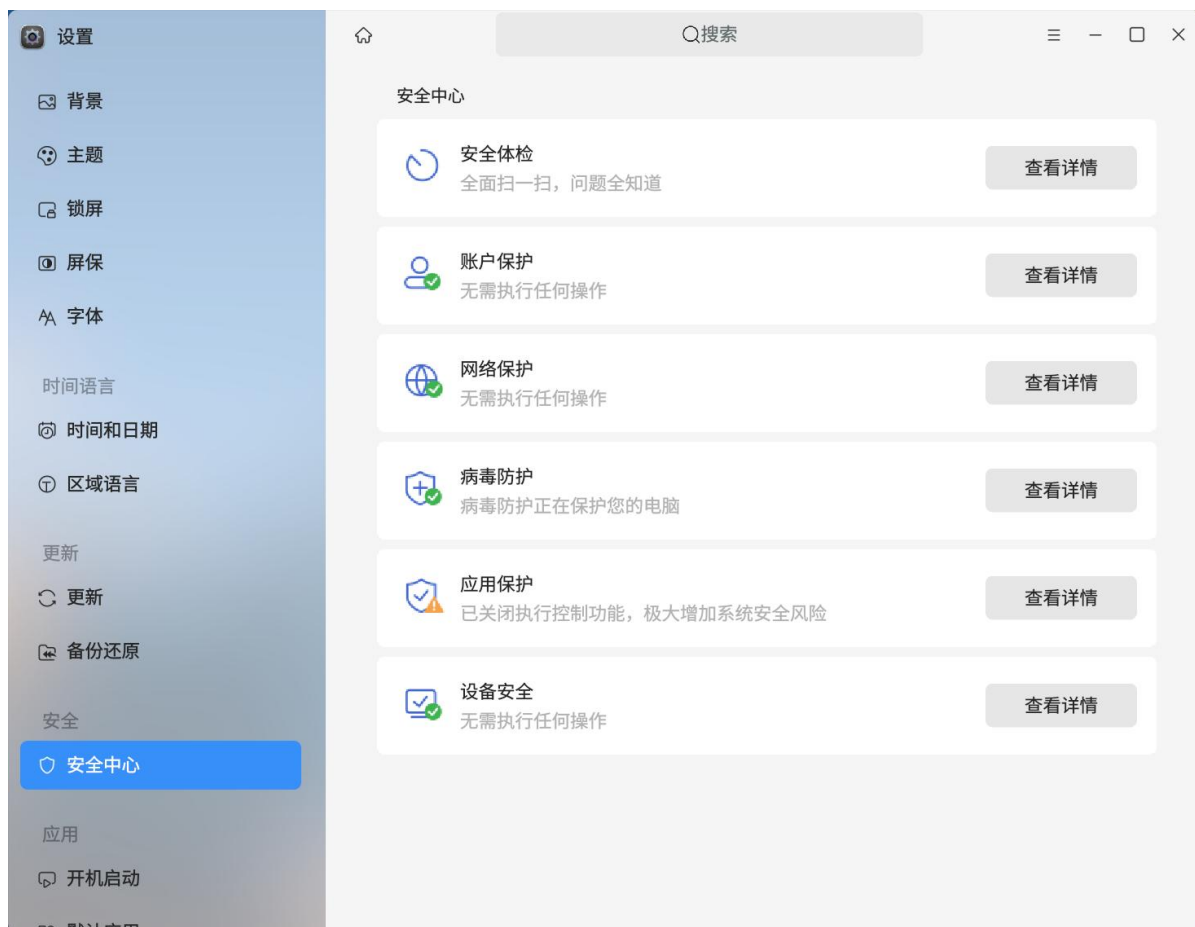 设置
搜索
背景
主题
锁屏
屏保
字体
时间语言
时间和日期
区域语言
更新
更新
备份还原
安全
安全中心
应用
开机启动
安全中心
安全体检
全面扫一扫，问题全知道
查看详情
账户保护
无需执行任何操作
查看详情
网络保护
无需执行任何操作
查看详情
病毒防护
病毒防护正在保护您的电脑
查看详情
应用保护
已关闭执行控制功能，极大增加系统安全风险
查看详情
设备安全
无需执行任何操作
查看详情